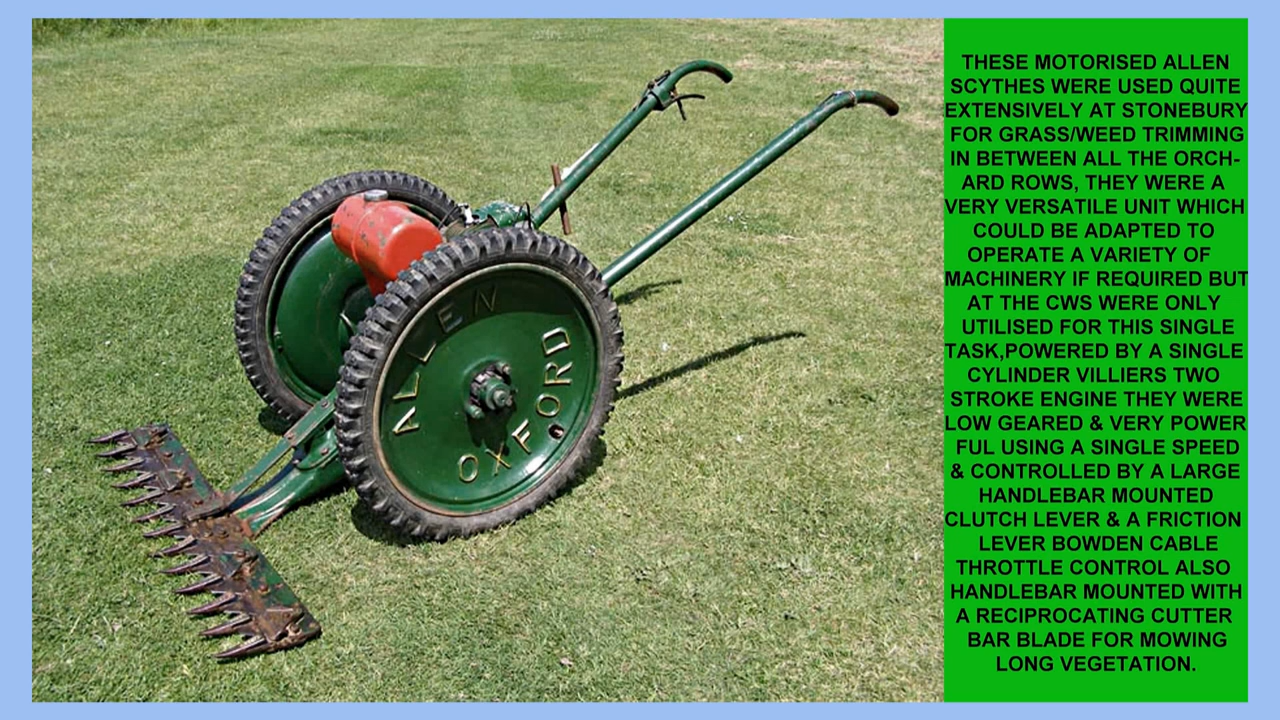 ALLEN
OXFORD
THESE MOTORISED ALLEN
SCYTHES WERE USED QUITE
EXTENSIVELY AT STONEBURY
FOR GRASS/WEED TRIMMING
IN BETWEEN ALL THE ORCH-
ARD ROWS, THEY WERE A
VERY VERSATILE UNIT WHICH
COULD BE ADAPTED TO
OPERATE A VARIETY OF
MACHINERY IF REQUIRED BUT
AT THE CWS WERE ONLY
UTILISED FOR THIS SINGLE
TASK,POWERED BY A SINGLE
CYLINDER VILLIERS TWO
STROKE ENGINE THEY WERE
LOW GEARED & VERY POWER
FUL USING A SINGLE SPEED
& CONTROLLED BY A LARGE
HANDLEBAR MOUNTED
CLUTCH LEVER & A FRICTION
LEVER BOWDEN CABLE
THROTTLE CONTROL ALSO
HANDLEBAR MOUNTED WITH
A RECIPROCATING CUTTER
BAR BLADE FOR MOWING
LONG VEGETATION.